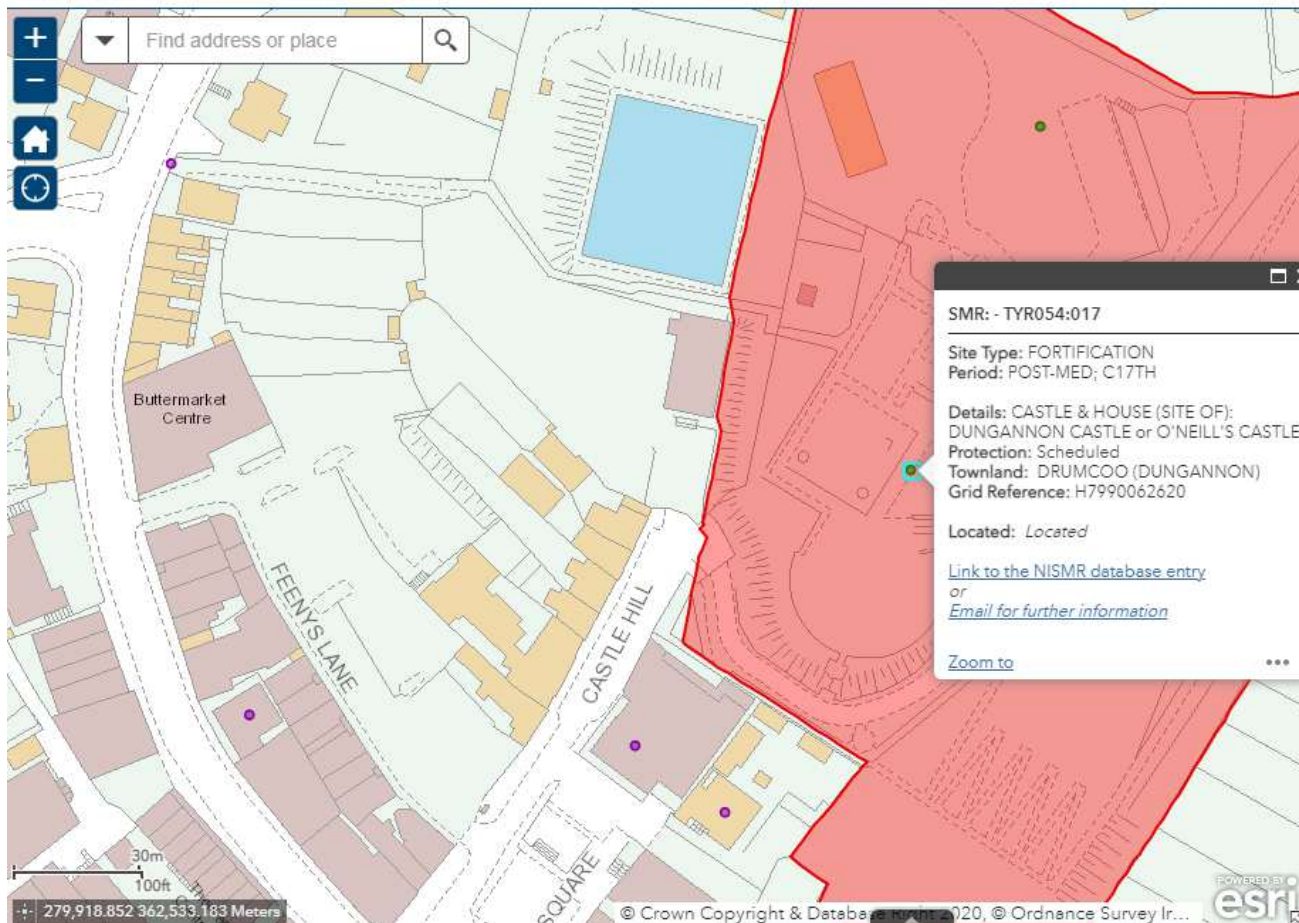 +
Find address or place
−
SMR: - TYR054:017
Site Type: FORTIFICATION
Period: POST-MED; C17TH
Details: CASTLE & HOUSE (SITE OF):
DUNGANNON CASTLE or O'NEILL'S CASTLE
Protection: Scheduled
Townland: DRUMCOO (DUNGANNON)
Grid Reference: H7990062620
Located: Located
Link to the NISMR database entry
or
Email for further information
Zoom to
•••
Buttermarket
Centre
FEENYS LANE
CASTLE HILL
SQUARE
30m
100ft
279,918.852 362,533.183 Meters
© Crown Copyright & Database Right 2020, © Ordnance Survey Ir...
POWERED BY
esri